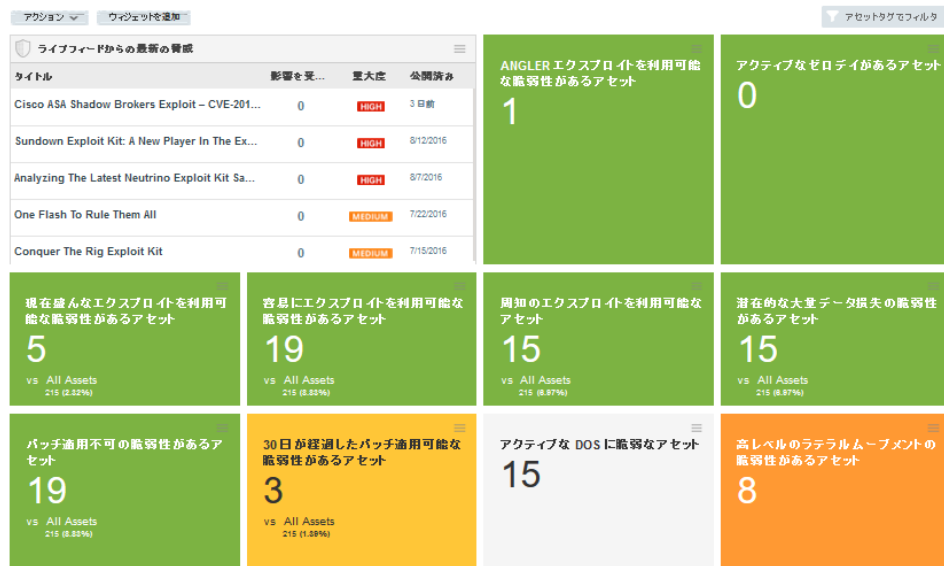 アクション
ウィジェットを追加
アセットタグでフィルタ
ライブフィードからの最新の脅威
タイトル 影響を受... 重大度 公開済み
Cisco ASA Shadow Brokers Exploit – CVE-201... 0 HIGH 3 日前
Sundown Exploit Kit: A New Player In The Ex... 0 HIGH 8/12/2016
Analyzing The Latest Neutrino Exploit Kit Sa... 0 HIGH 8/7/2016
One Flash To Rule Them All 0 MEDIUM 7/22/2016
Conquer The Rig Exploit Kit 0 MEDIUM 7/15/2016
ANGLER エクスプロイトを利用可能
な脆弱性があるアセット
1
アクティブなゼロデイがあるアセット
0
現在盛んなエクスプロイトを利用可
能な脆弱性があるアセット
5
vs All Assets
215 (2.32%)
容易にエクスプロイトを利用可能な
脆弱性があるアセット
19
vs All Assets
215 (8.83%)
周知のエクスプロイトを利用可能な
アセット
15
vs All Assets
215 (6.97%)
潜在的な大量データ損失の脆弱性
があるアセット
15
vs All Assets
215 (6.97%)
パッチ適用不可の脆弱性があるア
セット
19
vs All Assets
215 (8.83%)
30 日が経過したパッチ適用可能な
脆弱性があるアセット
3
vs All Assets
215 (1.39%)
アクティブな DOS に脆弱なアセット
15
高レベルのラテラルムーブメントの
脆弱性があるアセット
8